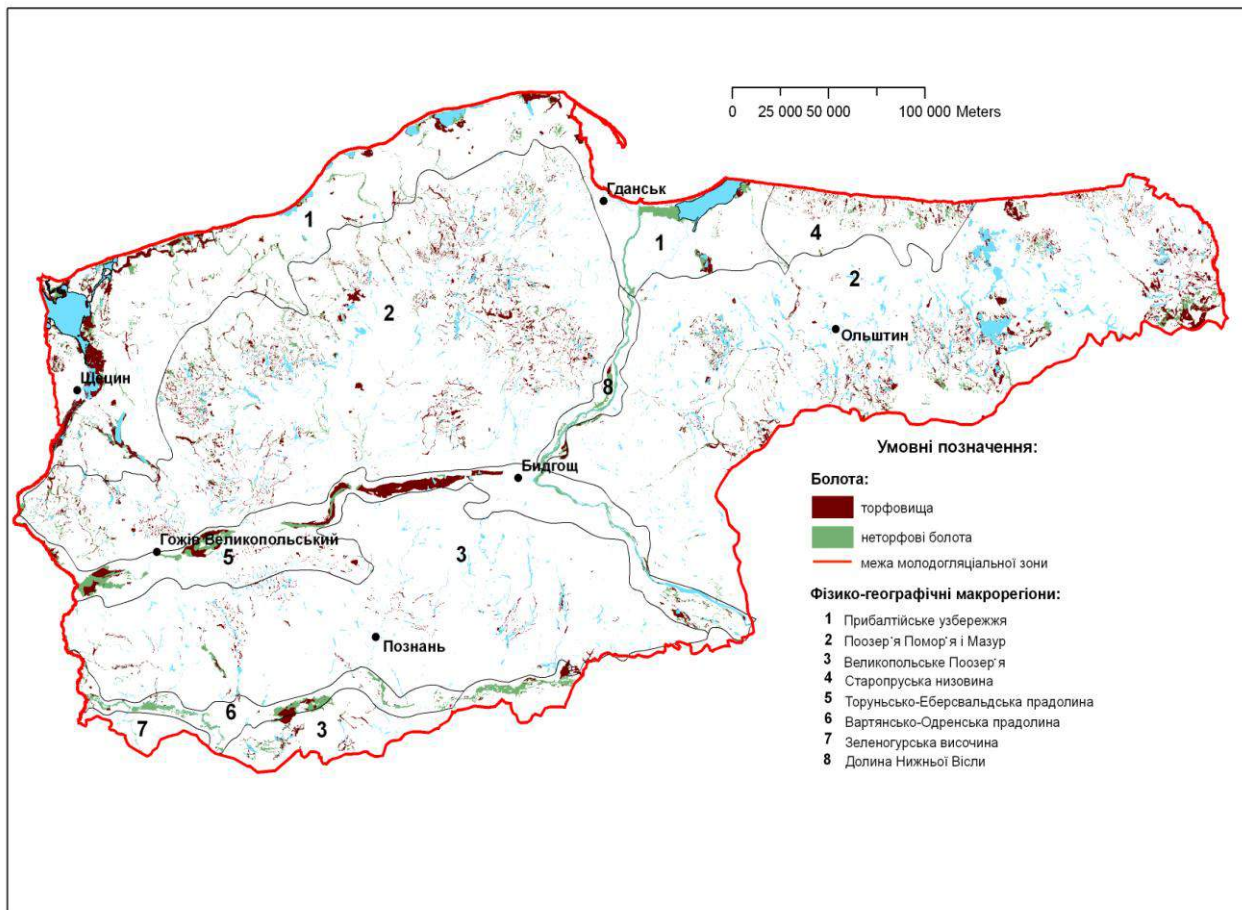 0 25 000 50 000 100 000 Meters
Гданськ
1
1
4
2
2
Ольштин
Щецин
8
Бидгощ
Гожів Великопольський
5
3
Познань
6
7
3
Умовні позначення:
Болота:
торфовища
неторфові болота
межа молодогляціальної зони
Фізико-географічні макрорегіони:
1 Прибалтійське узбережжя
2 Поозер`я Помор'я і Мазур
3 Великопольське Поозер`я
4 Старопруська низовина
5 Торуньсько-Еберсвальдська прадолина
6 Вартянсько-Одренська прадолина
7 Зеленогурська височина
8 Долина Нижньої Вісли